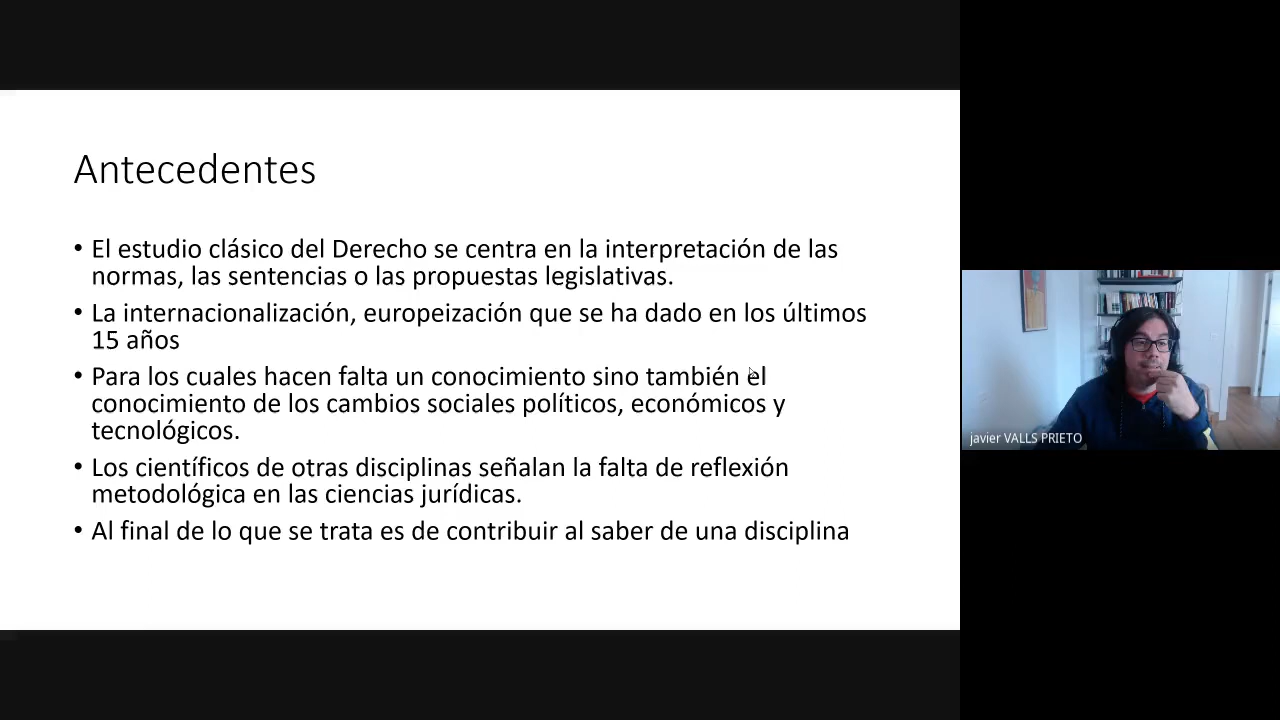 Antecedentes
• El estudio clásico del Derecho se centra en la interpretación de las
normas, las sentencias o las propuestas legislativas.
• La internacionalización, europeización que se ha dado en los últimos
15 años
• Para los cuales hacen falta un conocimiento sino también el
conocimiento de los cambios sociales políticos, económicos y
tecnológicos.
• Los científicos de otras disciplinas señalan la falta de reflexión
metodológica en las ciencias jurídicas.
• Al final de lo que se trata es de contribuir al saber de una disciplina
javier VALLS PRIETO